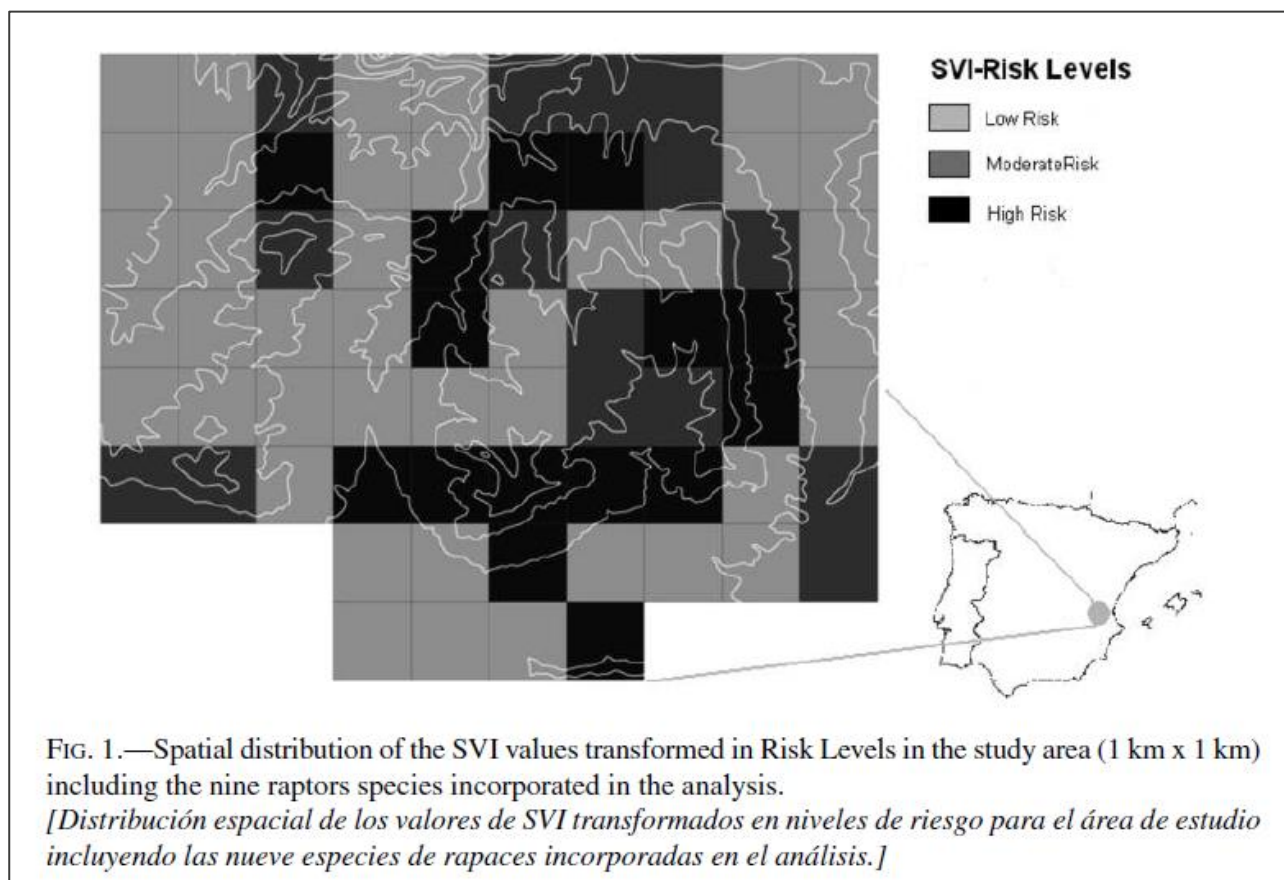 SVI-Risk Levels
Low Risk
ModerateRisk
High Risk
FIG. 1.—Spatial distribution of the SVI values transformed in Risk Levels in the study area (1 km x 1 km)
including the nine raptors species incorporated in the analysis.
[Distribución espacial de los valores de SVI transformados en niveles de riesgo para el área de estudio
incluyendo las nueve especies de rapaces incorporadas en el análisis.]